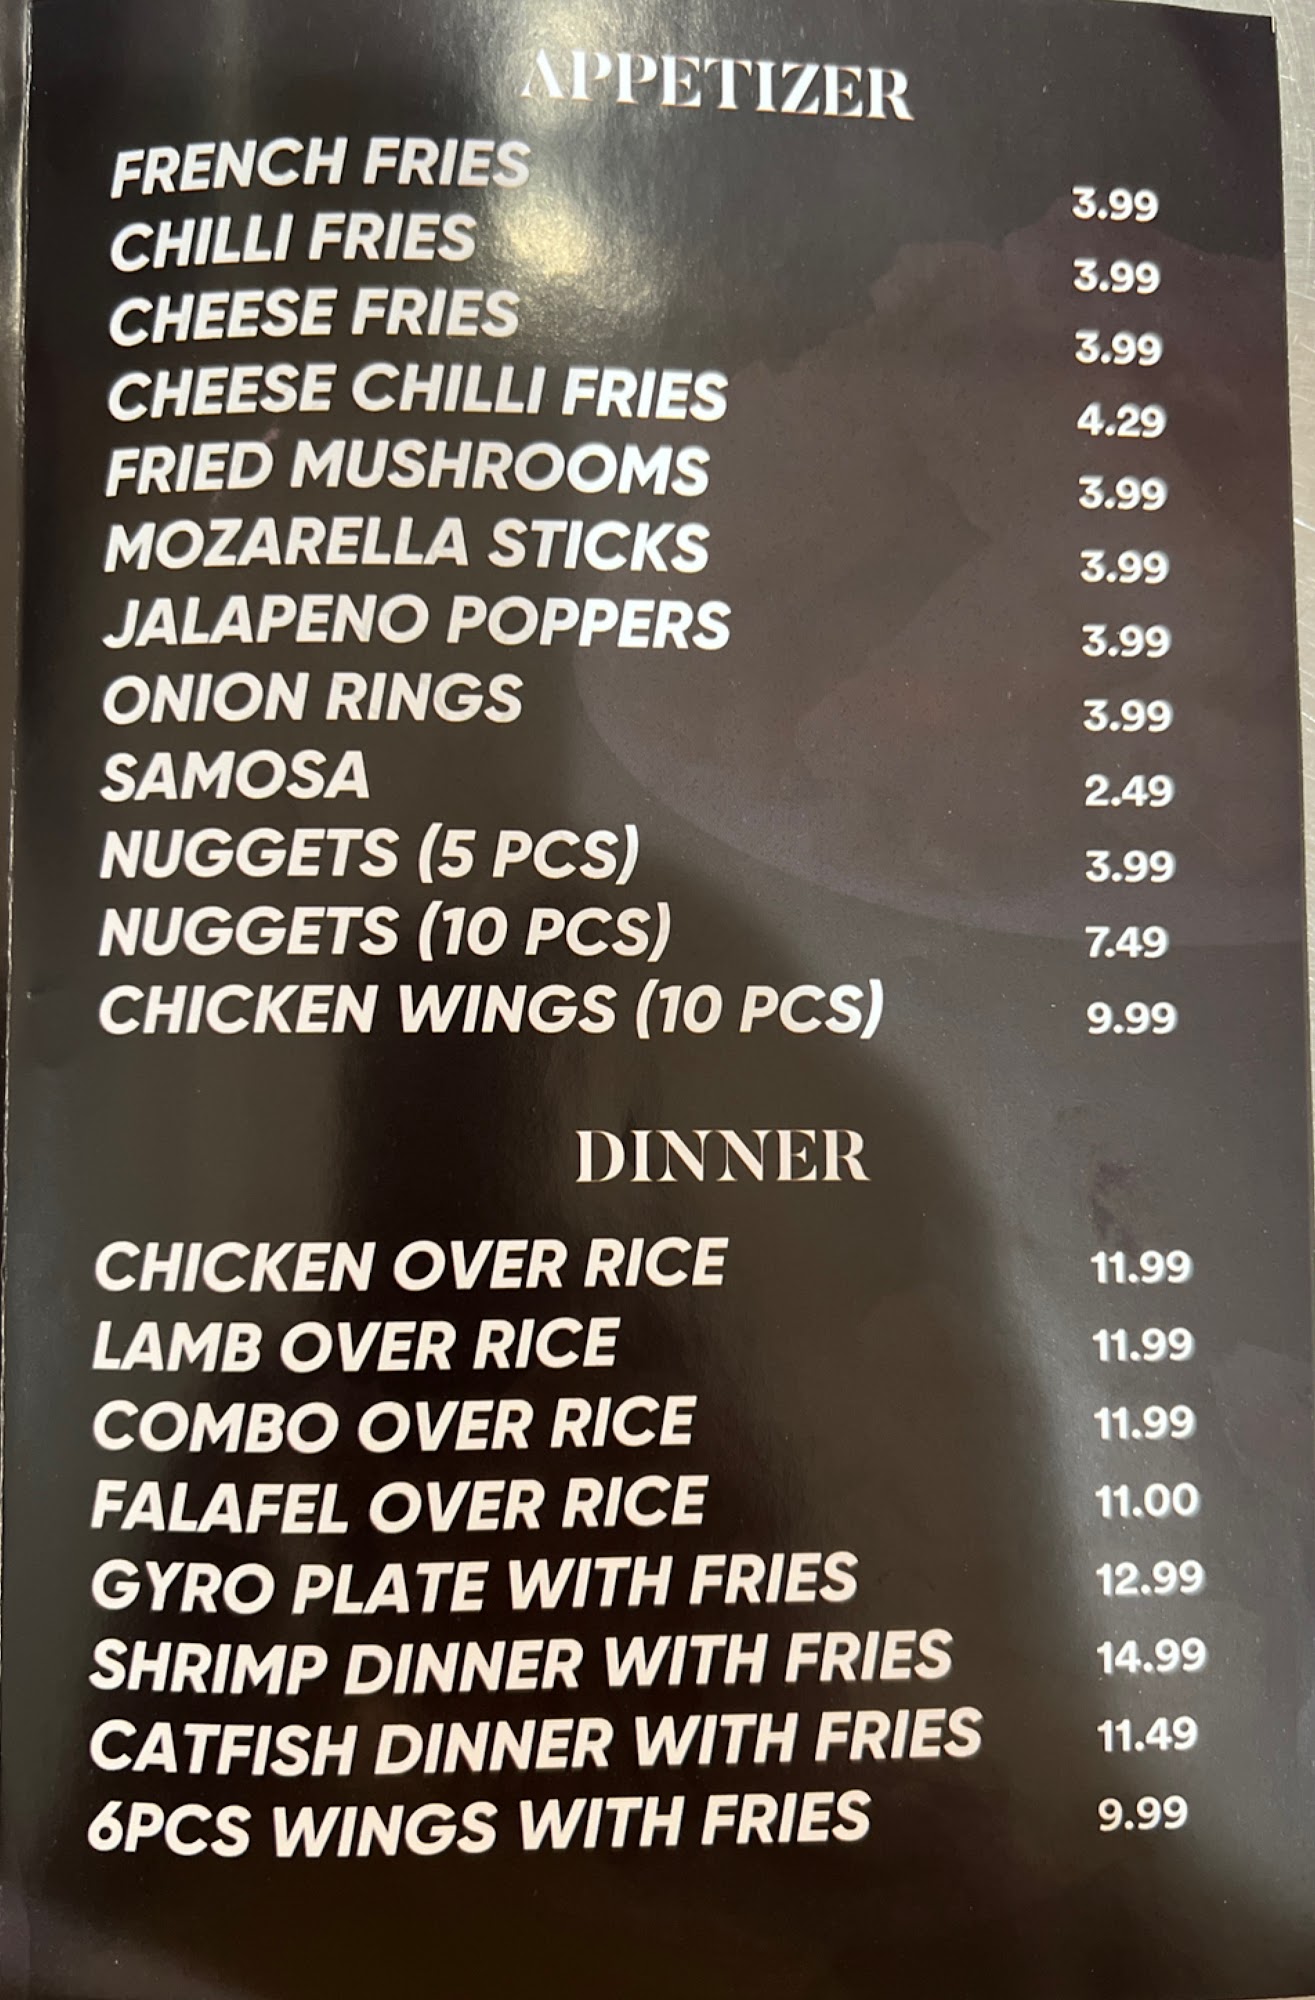 APPETIZER
FRENCH FRIES 3.99
CHILLI FRIES 3.99
CHEESE FRIES 3.99
CHEESE CHILLI FRIES 4.29
FRIED MUSHROOMS 3.99
MOZARELLA STICKS 3.99
JALAPENO POPPERS 3.99
ONION RINGS 3.99
SAMOSA 2.49
NUGGETS (5 PCS) 3.99
NUGGETS (10 PCS) 7.49
CHICKEN WINGS (10 PCS) 9.99
DINNER
CHICKEN OVER RICE 11.99
LAMB OVER RICE 11.99
COMBO OVER RICE 11.99
FALAFEL OVER RICE 11.00
GYRO PLATE WITH FRIES 12.99
SHRIMP DINNER WITH FRIES 14.99
CATFISH DINNER WITH FRIES 11.49
6PCS WINGS WITH FRIES 9.99